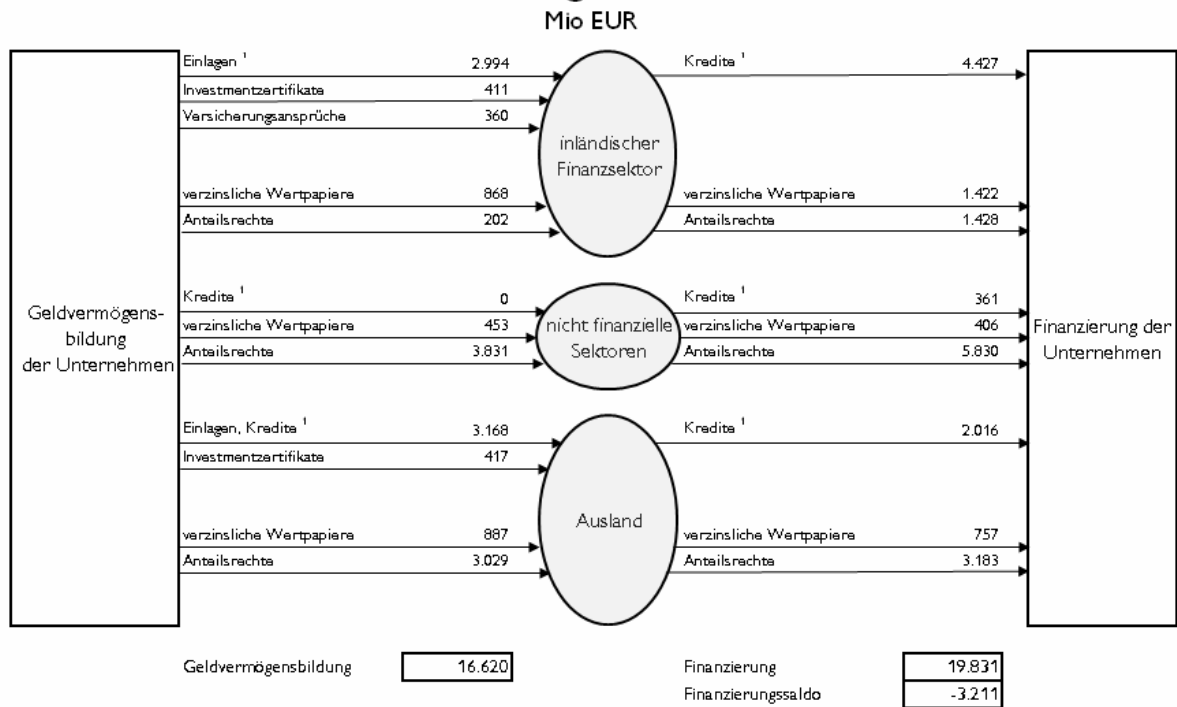 Mio EUR
Einlagen ¹ 2.994
Investmentzertifikate 411
Versicherungsansprüche 360
verzinsliche Wertpapiere 868
Anteilsrechte 202
inländischer
Finanzsektor
Kredite ¹ 4.427
verzinsliche Wertpapiere 1.422
Anteilsrechte 1.428
Geldvermögens-
bildung
der Unternehmen
Kredite ¹ 0
verzinsliche Wertpapiere 453
Anteilsrechte 3.831
nicht finanzielle
Sektoren
Kredite ¹ 361
verzinsliche Wertpapiere 406
Anteilsrechte 5.830
Finanzierung der
Unternehmen
Einlagen, Kredite ¹ 3.168
Investmentzertifikate 417
verzinsliche Wertpapiere 887
Anteilsrechte 3.029
Ausland
Kredite ¹ 2.016
verzinsliche Wertpapiere 757
Anteilsrechte 3.183
Geldvermögensbildung 16.620
Finanzierung 19.831
Finanzierungssaldo -3.211